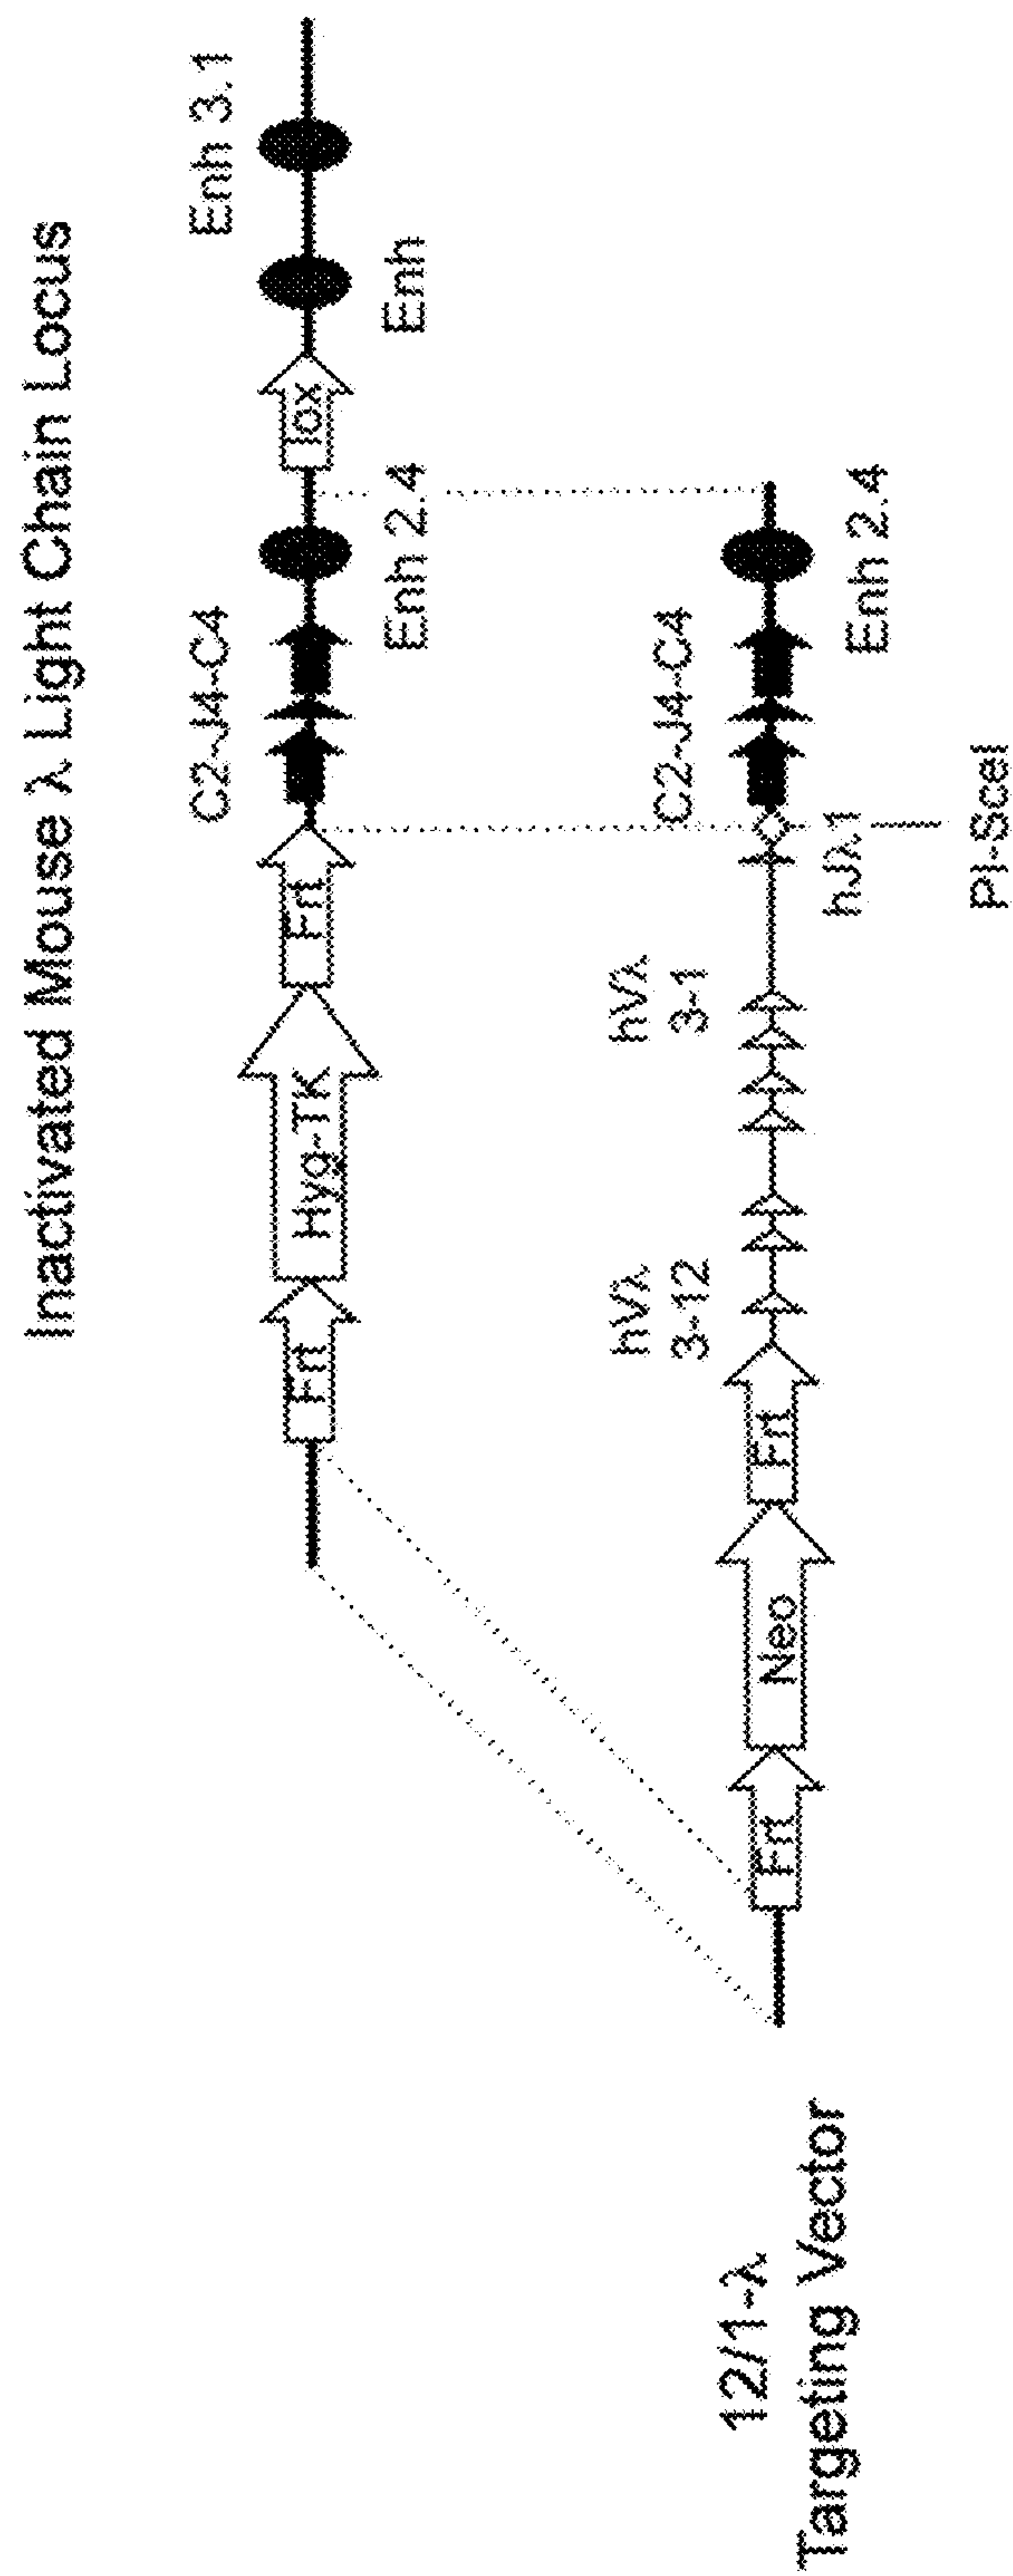 Inactivated Mouse λ Light Chain Locus
C2-J4-C4
Enh 3.1
Frt
Hyg-TK
Frt
lox
Enh 2.4
Enh
12/1-λ
Targeting Vector
hVλ
3-12
hVλ
3-1
C2-J4-C4
Frt
Neo
Frt
hJλ1
Enh 2.4
PI-SceI